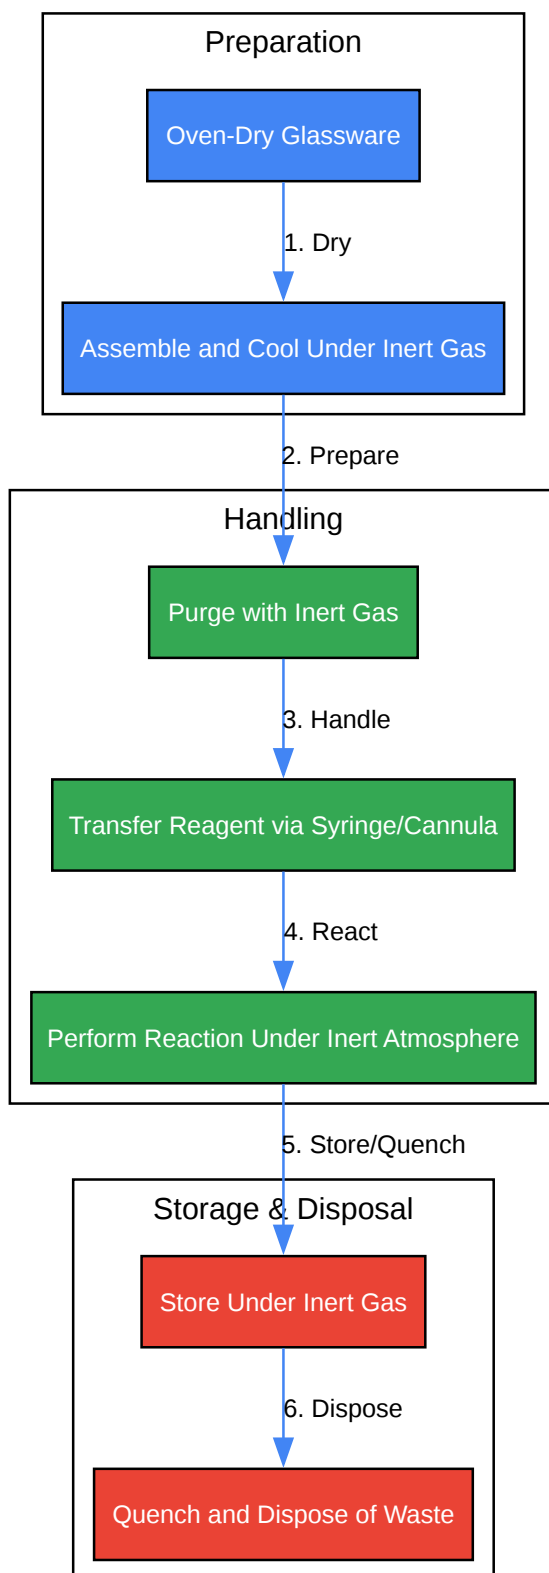 Preparation
Oven-Dry Glassware
1. Dry
Assemble and Cool Under Inert Gas
2. Prepare
Handling
Purge with Inert Gas
3. Handle
Transfer Reagent via Syringe/Cannula
4. React
Perform Reaction Under Inert Atmosphere
5. Store/Quench
Storage & Disposal
Store Under Inert Gas
6. Dispose
Quench and Dispose of Waste